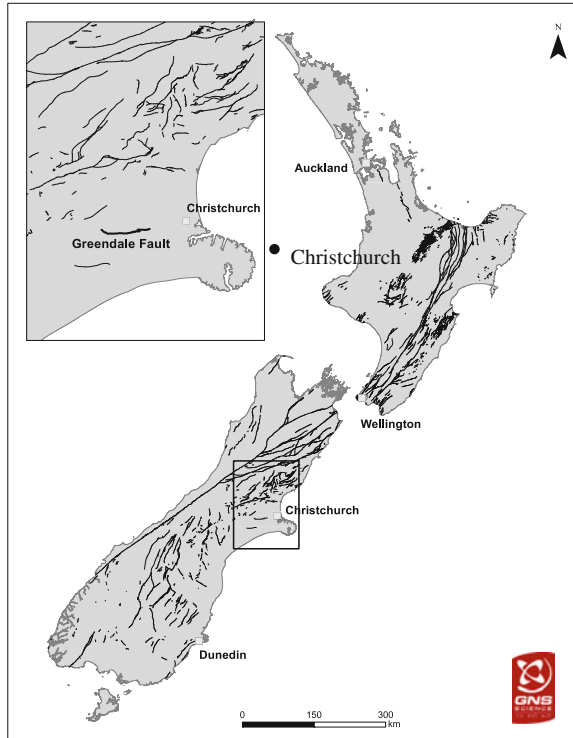 N
Auckland
Christchurch
Greendale Fault
Christchurch
Wellington
Christchurch
Dunedin
GNS
SCIENCE
0 150 300
km